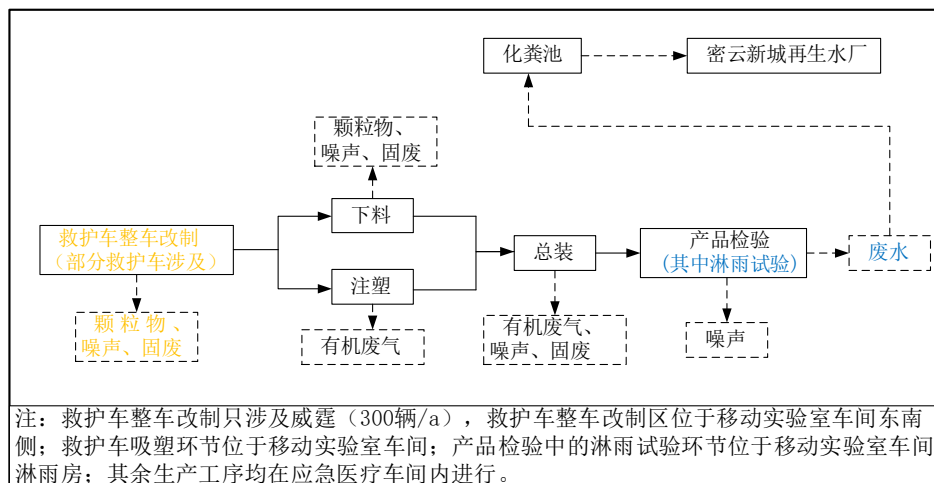 化粪池
密云新城再生水厂
颗粒物、
噪声、固废
下料
救护车整车改制
（部分救护车涉及）
颗粒物、
噪声、固废
注塑
有机废气
总装
有机废气、
噪声、固废
产品检验
(其中淋雨试验)
噪声
废水
注：救护车整车改制只涉及威霆（300辆/a），救护车整车改制区位于移动实验室车间东南
侧；救护车吸塑环节位于移动实验室车间；产品检验中的淋雨试验环节位于移动实验室车间
淋雨房；其余生产工序均在应急医疗车间内进行。